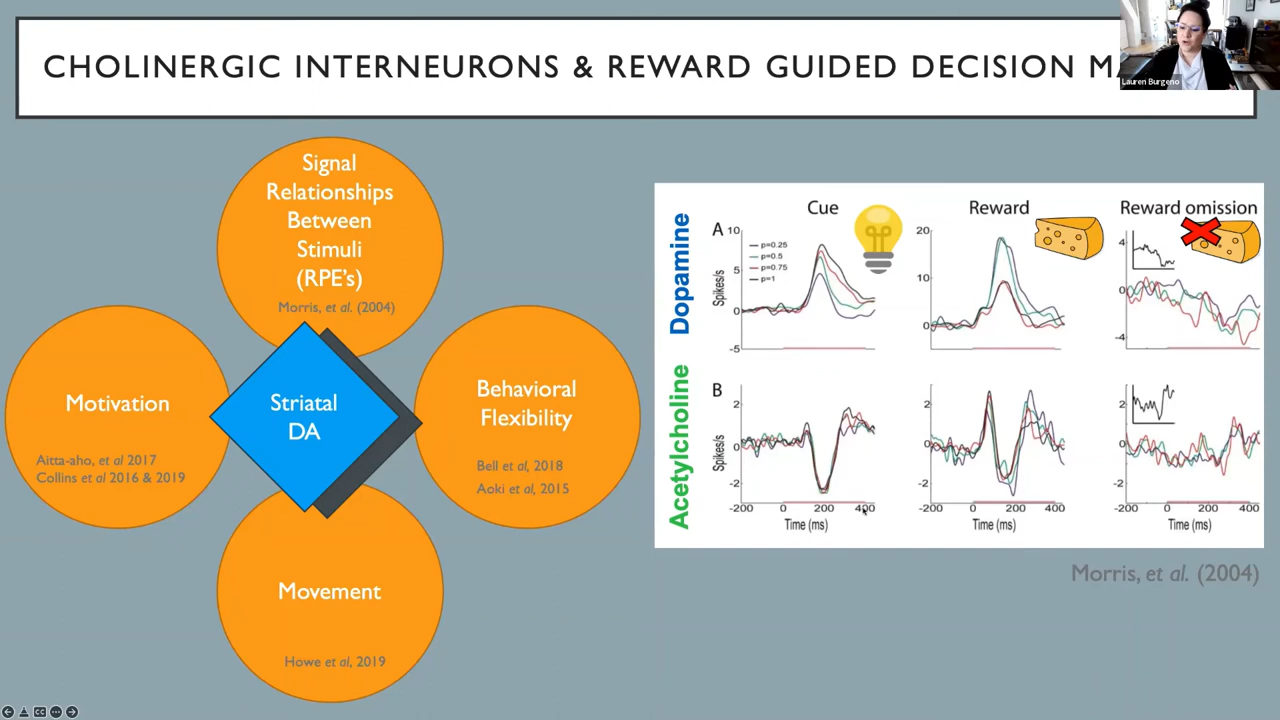 CHOLINERGIC INTERNEURONS & REWARD GUIDED DECISION
Lauren Burgeno
Signal
Relationships
Between
Stimuli
(RPE's)
Morris, et al. (2004)
Motivation
Aitta-aho, et al 2017
Collins et al 2016 & 2019
Striatal
DA
Behavioral
Flexibility
Bell et al, 2018
Aoki et al, 2015
Movement
Howe et al, 2019
Dopamine
Acetylcholine
Cue
Reward
Reward omission
A
10
5
0
-5
Spikes/s
p=0.25
p=0.5
p=0.75
p=1
20
10
0
4
0
-4
B
2
0
-2
Spikes/s
-200 0 200 400
Time (ms)
2
0
-2
-200 0 200 400
Time (ms)
2
0
-2
-200 0 200 400
Time (ms)
Morris, et al. (2004)
CC